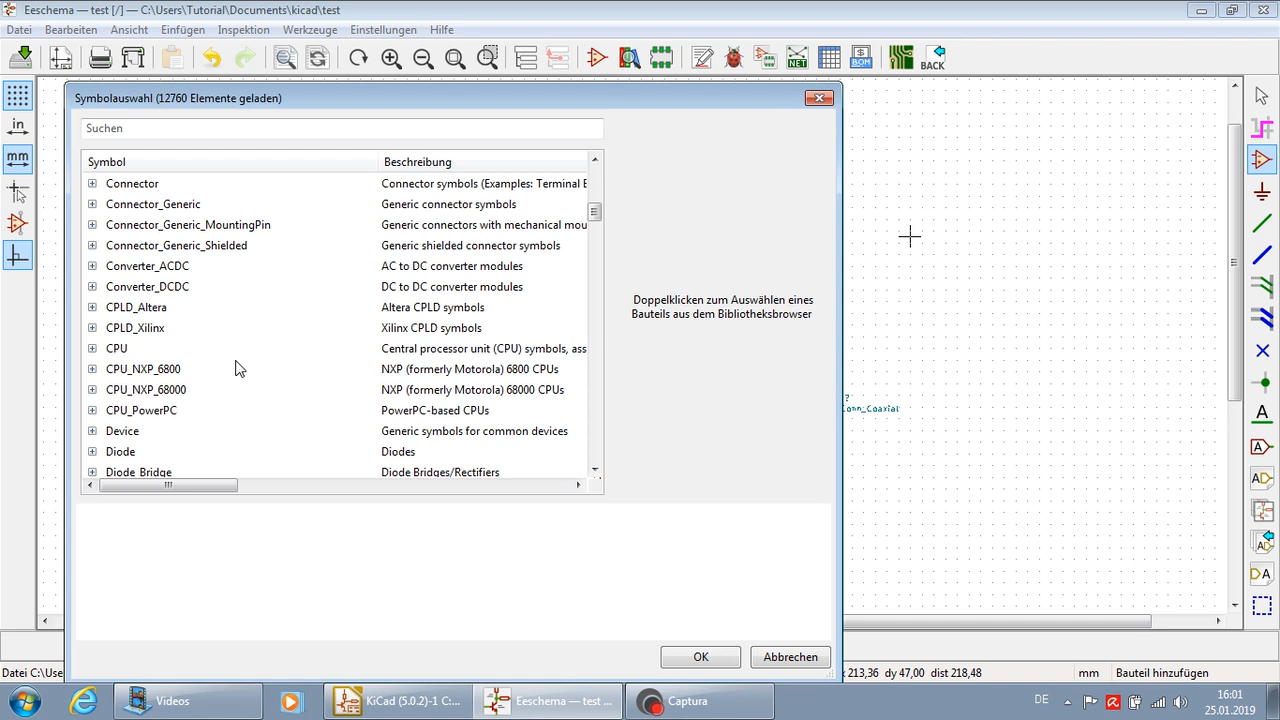 Eeschema — test [/] — C:\Users\Tutorial\Documents\kicad\test
Datei Bearbeiten Ansicht Einfügen Inspektion Werkzeuge Einstellungen Hilfe
NET
BOM
BACK
Symbolauswahl (12760 Elemente geladen)
Suchen
Symbol Beschreibung
Connector Connector symbols (Examples: Terminal E
Connector_Generic Generic connector symbols
Connector_Generic_MountingPin Generic connectors with mechanical mou
Connector_Generic_Shielded Generic shielded connector symbols
Converter_ACDC AC to DC converter modules
Converter_DCDC DC to DC converter modules
CPLD_Altera Altera CPLD symbols
CPLD_Xilinx Xilinx CPLD symbols
CPU Central processor unit (CPU) symbols, ass
CPU_NXP_6800 NXP (formerly Motorola) 6800 CPUs
CPU_NXP_68000 NXP (formerly Motorola) 68000 CPUs
CPU_PowerPC PowerPC-based CPUs
Device Generic symbols for common devices
Diode Diodes
Diode_Bridge Diode Bridges/Rectifiers
Doppelklicken zum Auswählen eines
Bauteils aus dem Bibliotheksbrowser
OK Abbrechen
in
mm
?
Conn_Coaxial
A
A
A
A
A
Datei C:\Use x 213,36 dy 47,00 dist 218,48 mm Bauteil hinzufügen
Videos KiCad (5.0.2)-1 C:... Eeschema — test ... Captura
DE
16:01
25.01.2019